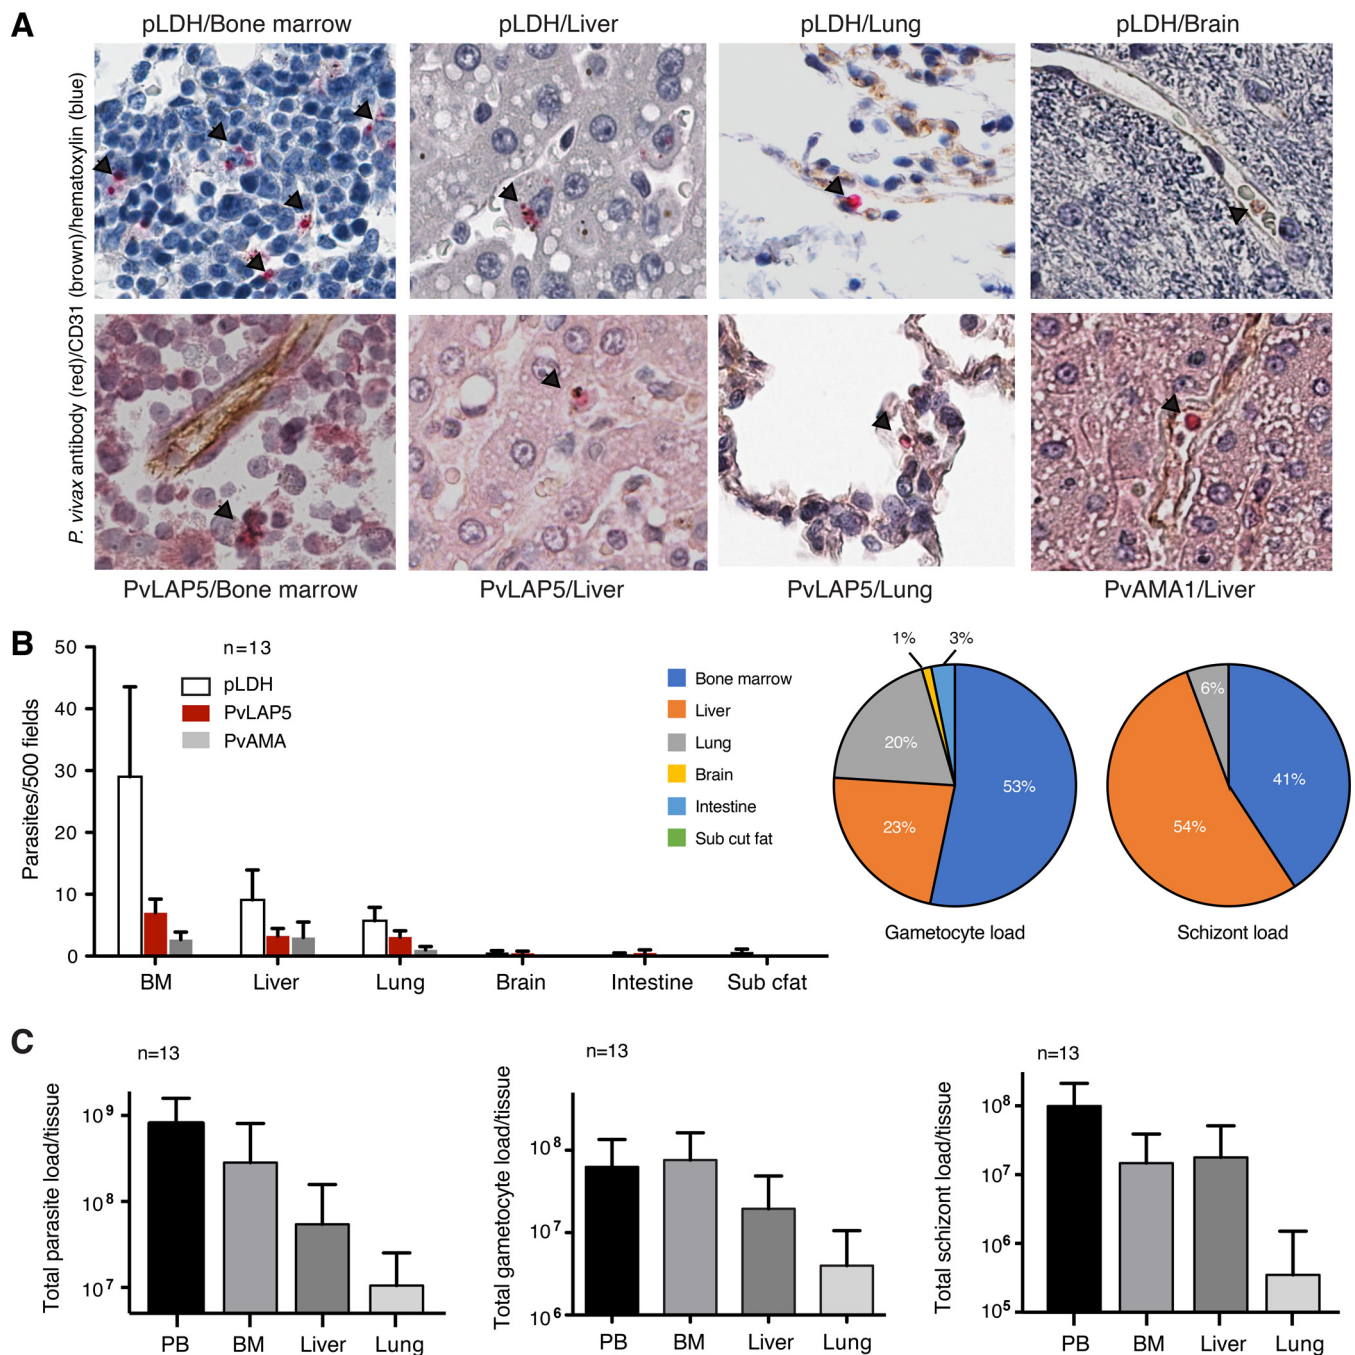 A
pLDH/Bone marrow
pLDH/Liver
pLDH/Lung
pLDH/Brain
P. vivax antibody (red)/CD31 (brown)/hematoxylin (blue)
PvLAP5/Bone marrow
PvLAP5/Liver
PvLAP5/Lung
PvAMA1/Liver
B
Parasites/500 fields
50
40
30
20
10
0
n=13
pLDH
PvLAP5
PvAMA
BM
Liver
Lung
Brain
Intestine
Sub cfat
Bone marrow
Liver
Lung
Brain
Intestine
Sub cut fat
1%
3%
20%
53%
23%
Gametocyte load
6%
41%
54%
Schizont load
C
n=13
Total parasite load/tissue
10⁹
10⁸
10⁷
PB
BM
Liver
Lung
n=13
Total gametocyte load/tissue
10⁸
10⁷
10⁶
PB
BM
Liver
Lung
n=13
Total schizont load/tissue
10⁸
10⁷
10⁶
10⁵
PB
BM
Liver
Lung